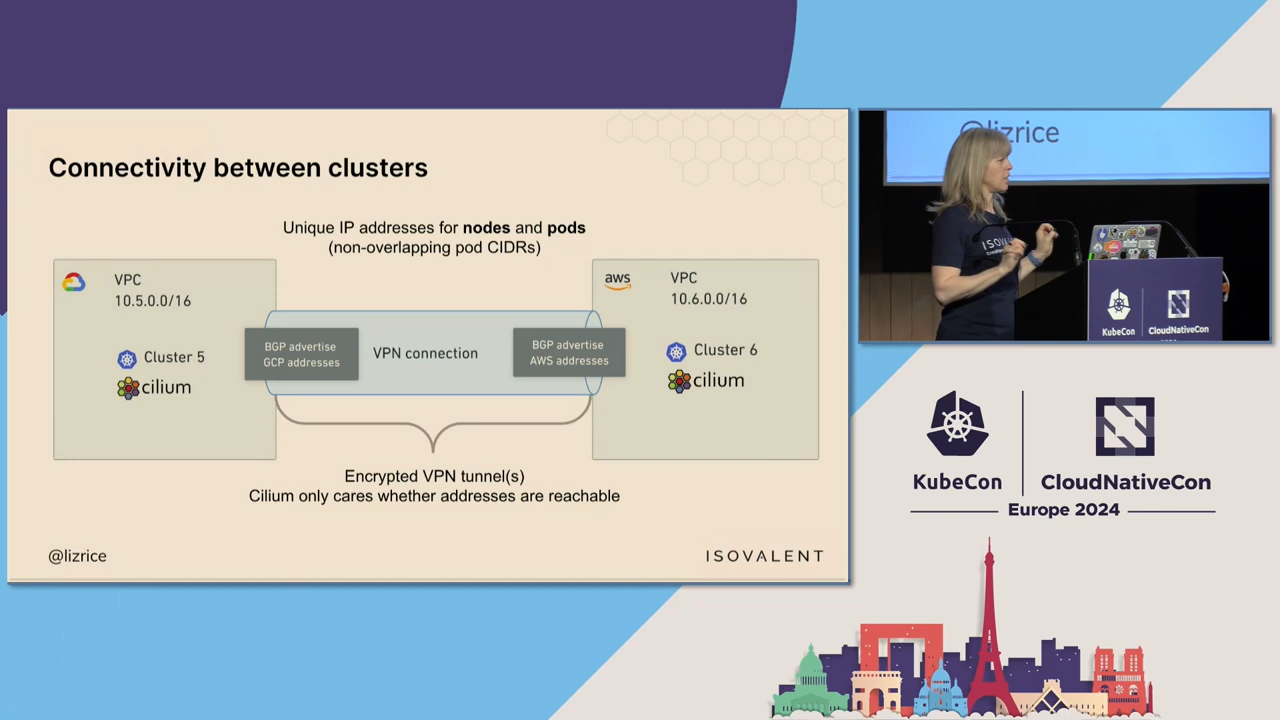 Connectivity between clusters
Unique IP addresses for nodes and pods
(non-overlapping pod CIDRs)
VPC
10.5.0.0/16
Cluster 5
cilium
BGP advertise
GCP addresses
VPN connection
BGP advertise
AWS addresses
aws
VPC
10.6.0.0/16
Cluster 6
cilium
Encrypted VPN tunnel(s)
Cilium only cares whether addresses are reachable
@lizrice
ISOVALENT
@lizrice
ISOVALENT
KubeCon
CloudNativeCon
KubeCon
CloudNativeCon
Europe 2024